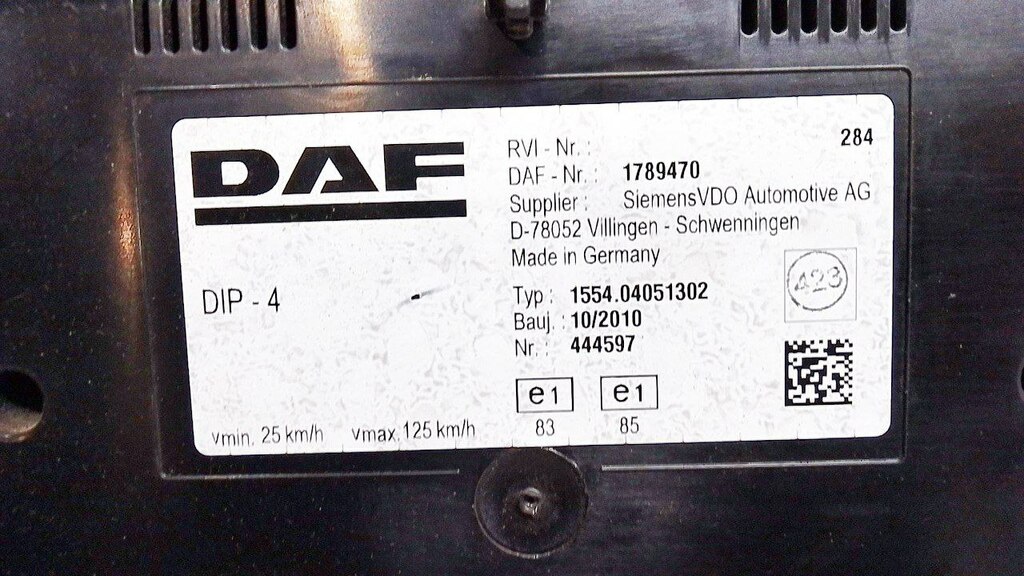 DAF
DIP - 4
vmin. 25 km/h vmax. 125 km/h
284
RVI - Nr. :
DAF - Nr. : 1789470
Supplier : SiemensVDO Automotive AG
D-78052 Villingen - Schwenningen
Made in Germany
Typ : 1554.04051302
Bauj. : 10/2010
Nr. : 444597
423
e1 e1
83 85